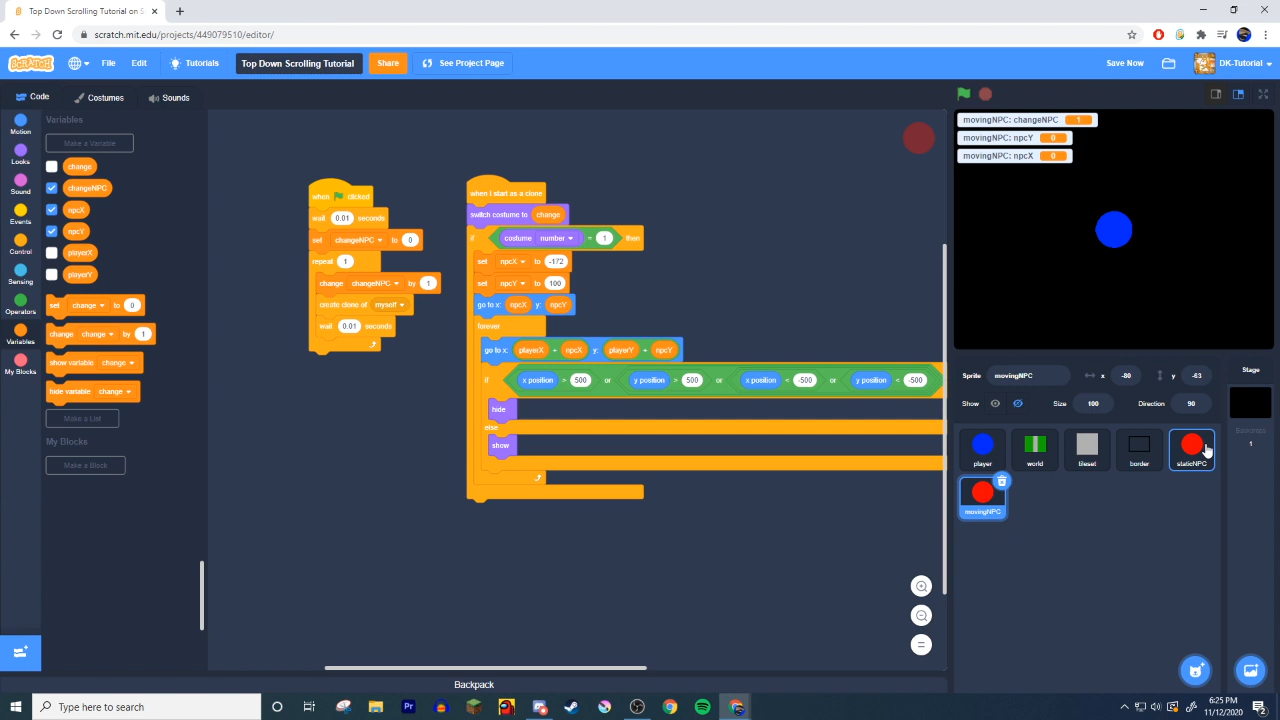 Top Down Scrolling Tutorial on S
scratch.mit.edu/projects/449079510/editor/
SCRATCH
File
Edit
Tutorials
Top Down Scrolling Tutorial
Share
See Project Page
Save Now
DK-Tutorial
Code
Costumes
Sounds
Motion
Looks
Sound
Events
Control
Sensing
Operators
Variables
My Blocks
Variables
Make a Variable
change
changeNPC
npcX
npcY
playerX
playerY
set change to 0
change change by 1
show variable change
hide variable change
Make a List
My Blocks
Make a Block
when clicked
wait 0.01 seconds
set changeNPC to 0
repeat 1
change changeNPC by 1
create clone of myself
wait 0.01 seconds
when I start as a clone
switch costume to change
if costume number = 1 then
set npcX to -172
set npcY to 100
go to x: npcX y: npcY
forever
go to x: playerX + npcX y: playerY + npcY
if x position > 500 or y position > 500 or x position < -500 or y position < -500
hide
else
show
movingNPC: changeNPC 1
movingNPC: npcY 0
movingNPC: npcX 0
Sprite movingNPC x -80 y -63
Show Size 100 Direction 90
Stage
Backdrops
1
player
world
Beset
border
staticNPC
movingNPC
Backpack
Type here to search
Pr
6:25 PM
11/12/2020
2